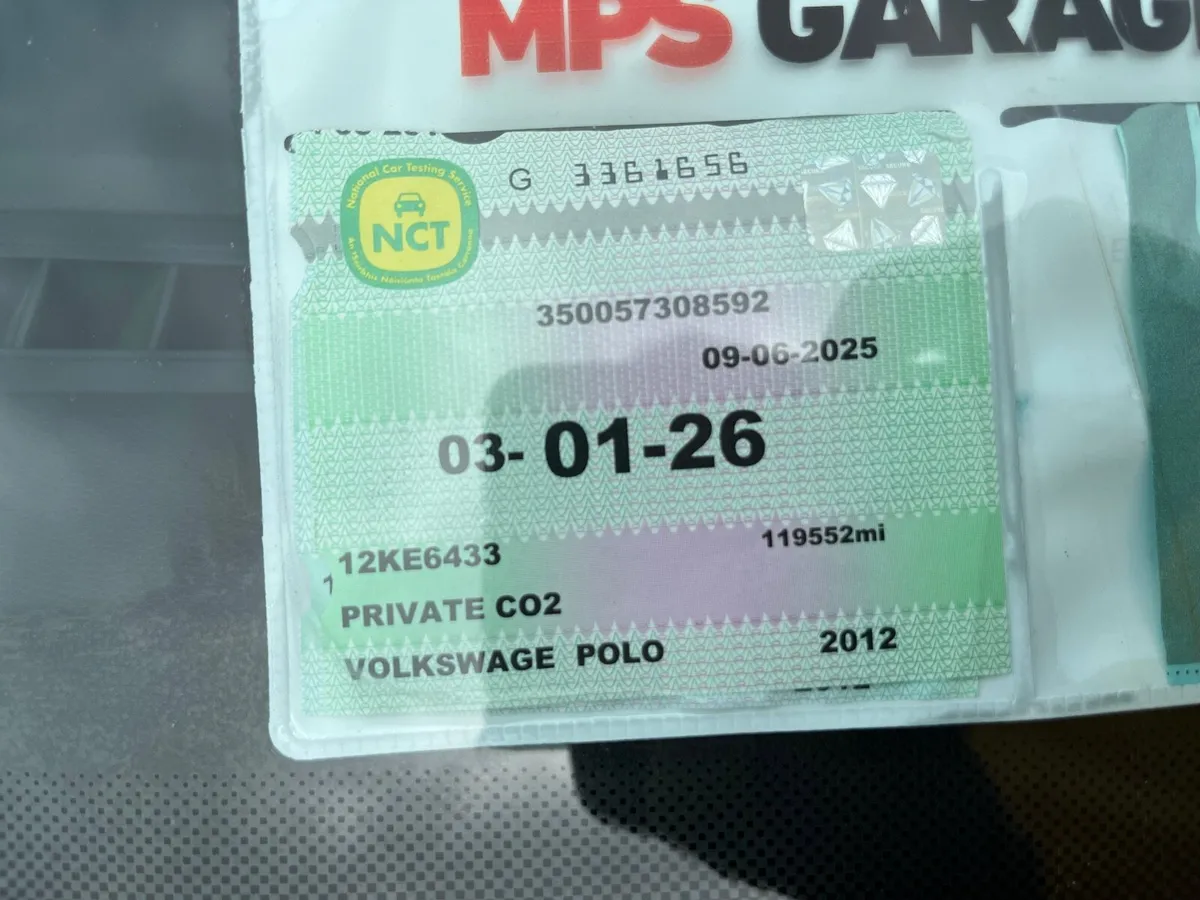 MPS GARAG
National Car Testing Service
NCT
G 3361656
350057308592
09-06-2025
03- 01-26
12KE6433
119552mi
PRIVATE CO2
VOLKSWAGE POLO
2012